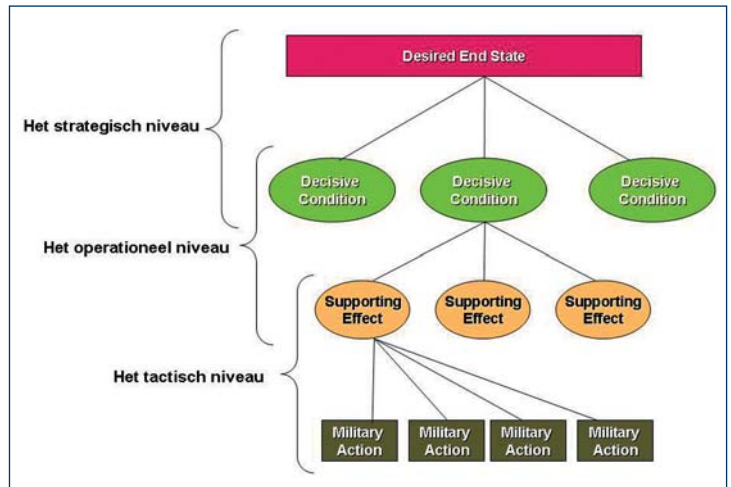 Desired End State
Het strategisch niveau
Decisive
Condition
Decisive
Condition
Decisive
Condition
Het operationeel niveau
Supporting
Effect
Supporting
Effect
Supporting
Effect
Het tactisch niveau
Military
Action
Military
Action
Military
Action
Military
Action